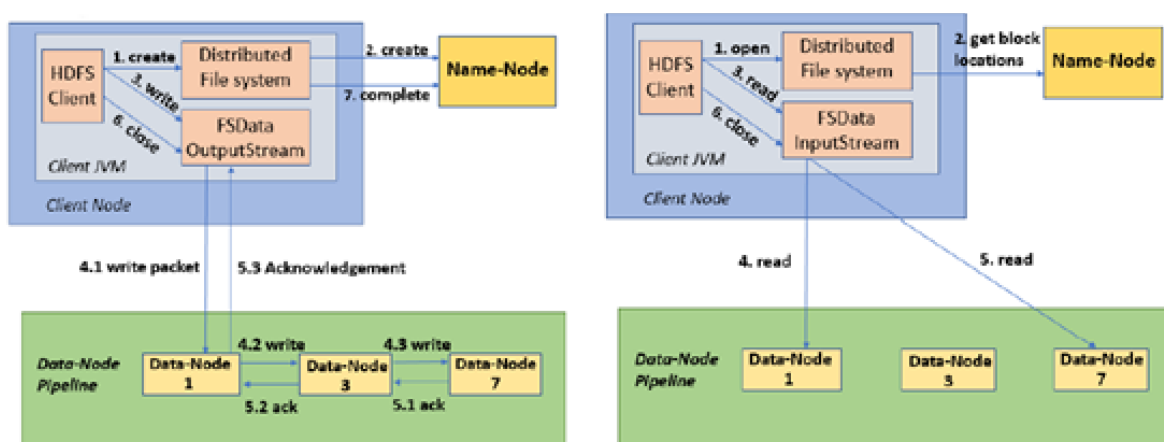 HDFS
Client
1. create
3. write
6. close
Distributed
File system
FSData
OutputStream
Client JVM
Client Node
2. create
7. complete
Name-Node
4.1 write packet
5.3 Acknowledgement
Data-Node
Pipeline
Data-Node
1
4.2 write
5.2 ack
Data-Node
3
4.3 write
5.1 ack
Data-Node
7
HDFS
Client
1. open
3. read
6. close
Distributed
File system
FSData
InputStream
Client JVM
Client Node
2. get block
locations
Name-Node
4. read
5. read
Data-Node
Pipeline
Data-Node
1
Data-Node
3
Data-Node
7